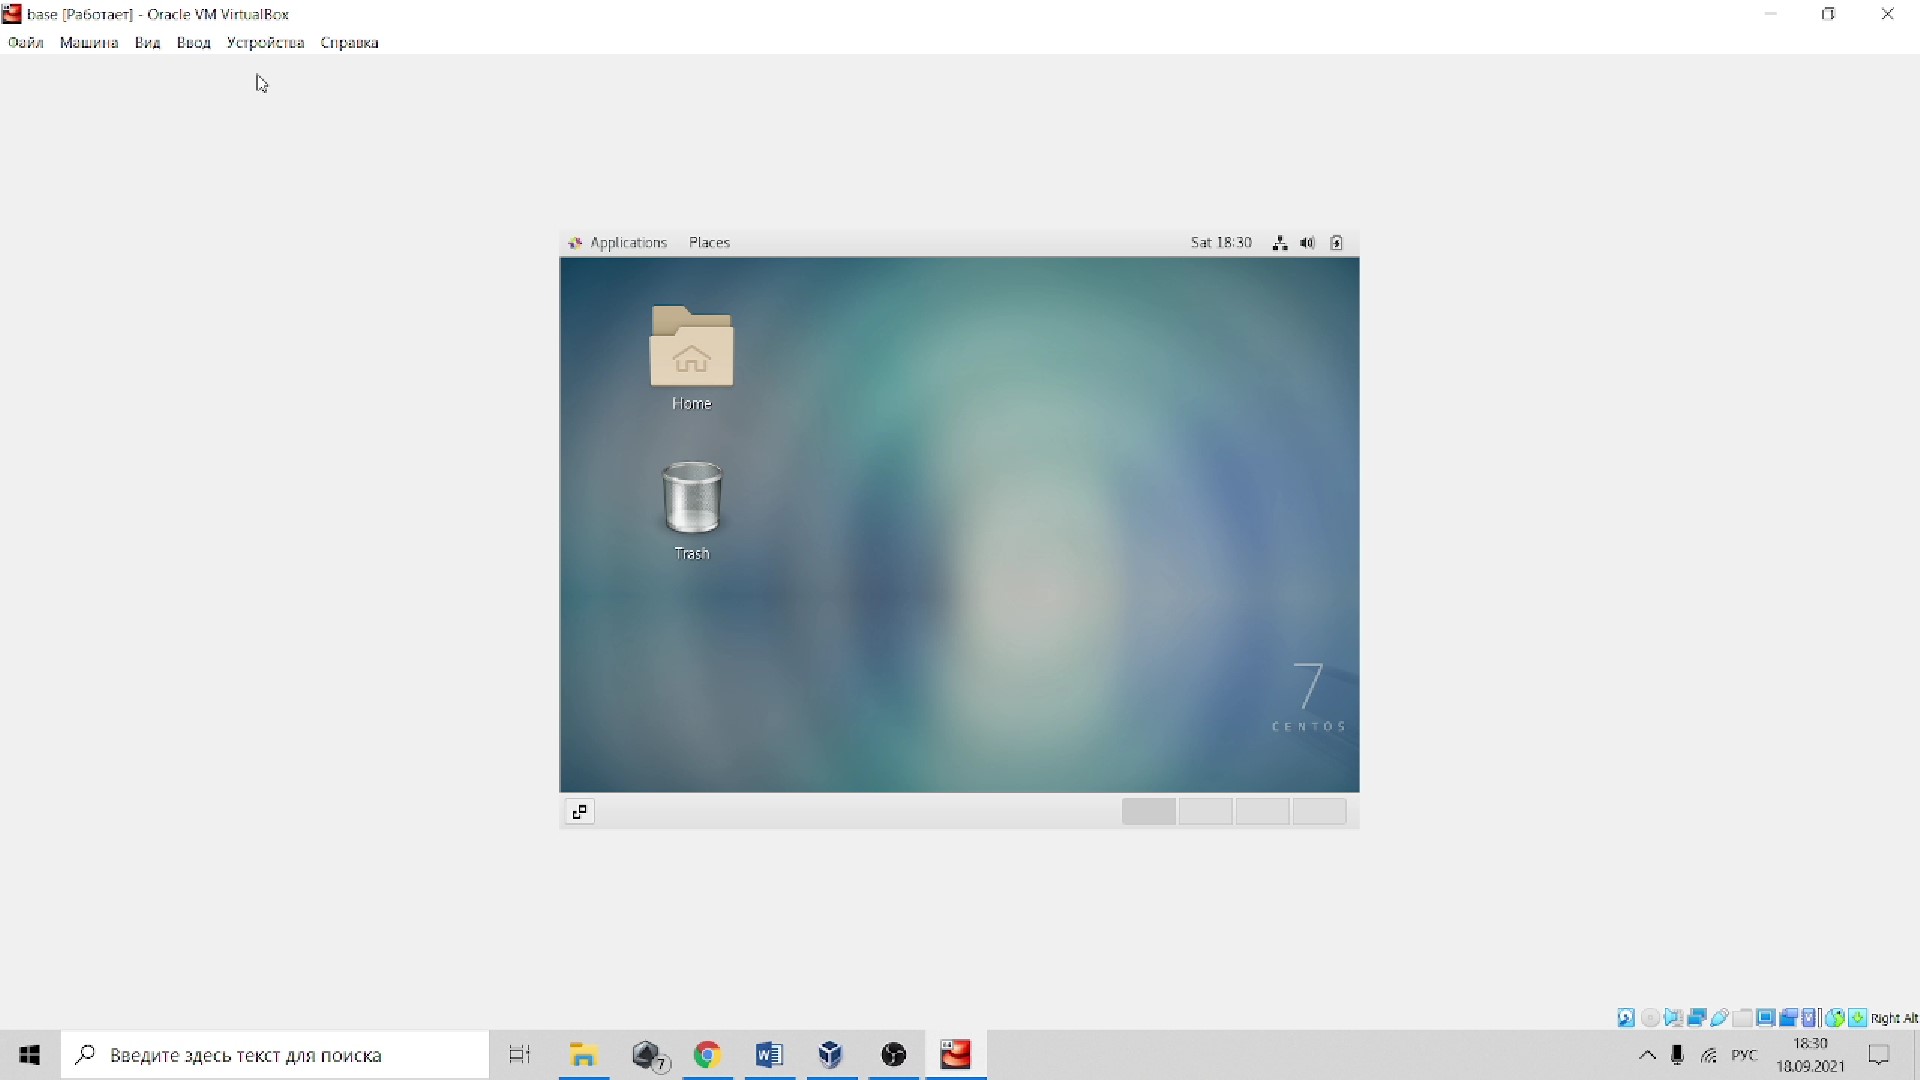 base [Работает] - Oracle VM VirtualBox
Файл Машина Вид Ввод Устройства Справка
Applications Places Sat 18:30
Home
Trash
7
CENTOS
Right Alt
Введите здесь текст для поиска
7
РУС
18:30
18.09.2021